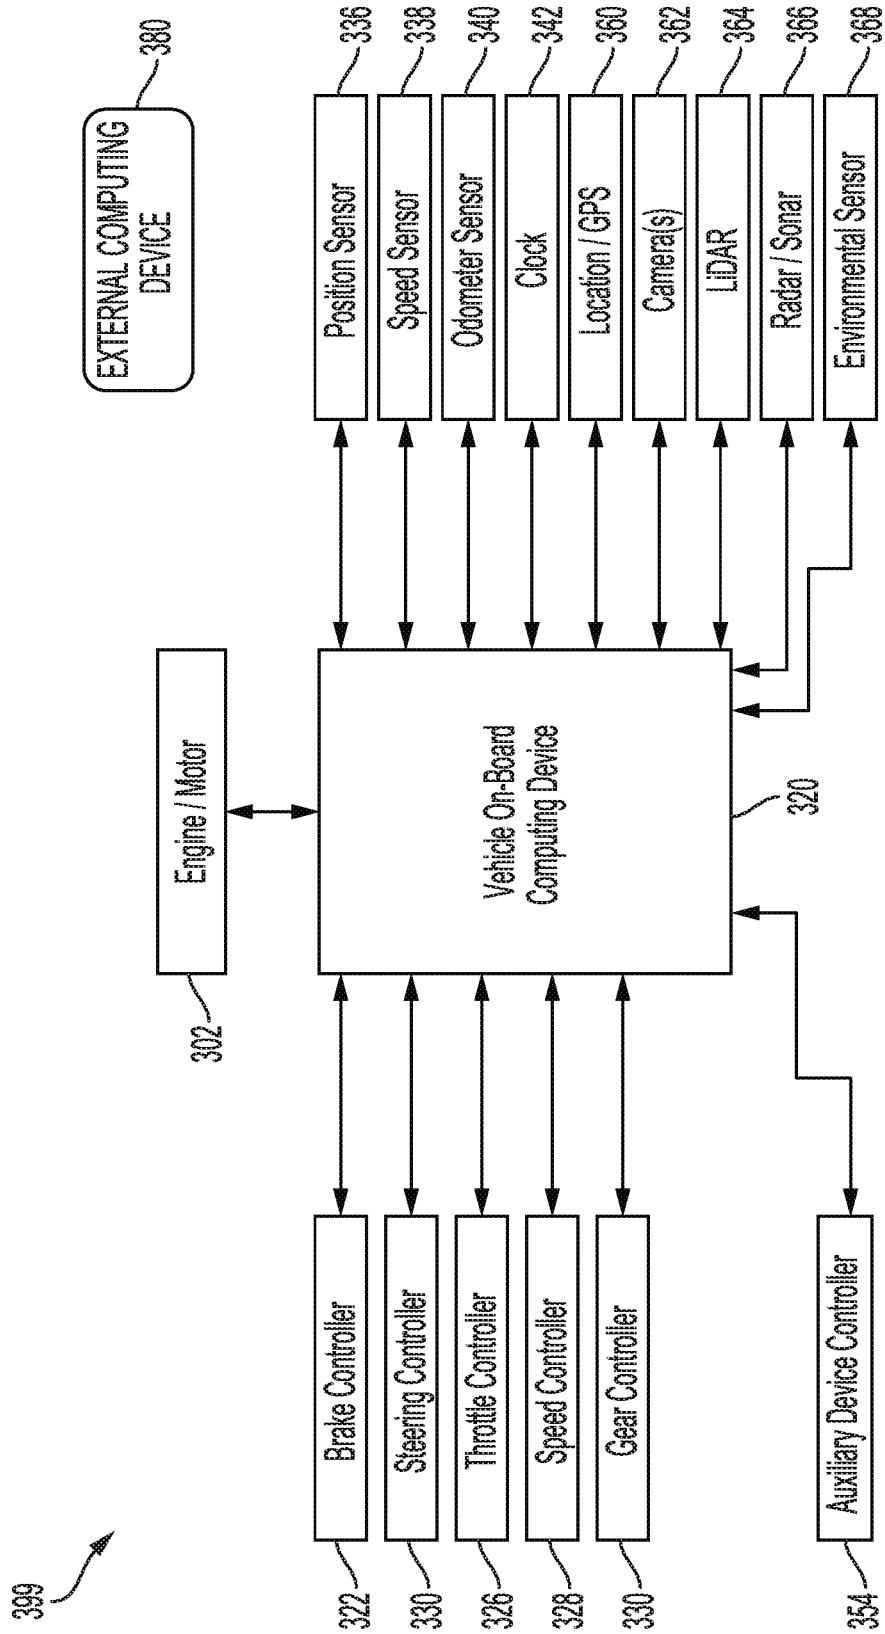 399
302
Engine / Motor
EXTERNAL COMPUTING
DEVICE
380
322
Brake Controller
330
Steering Controller
326
Throttle Controller
328
Speed Controller
330
Gear Controller
354
Auxiliary Device Controller
Vehicle On-Board
Computing Device
320
Position Sensor
336
Speed Sensor
338
Odometer Sensor
340
Clock
342
Location / GPS
360
Camera(s)
362
LiDAR
364
Radar / Sonar
366
Environmental Sensor
368